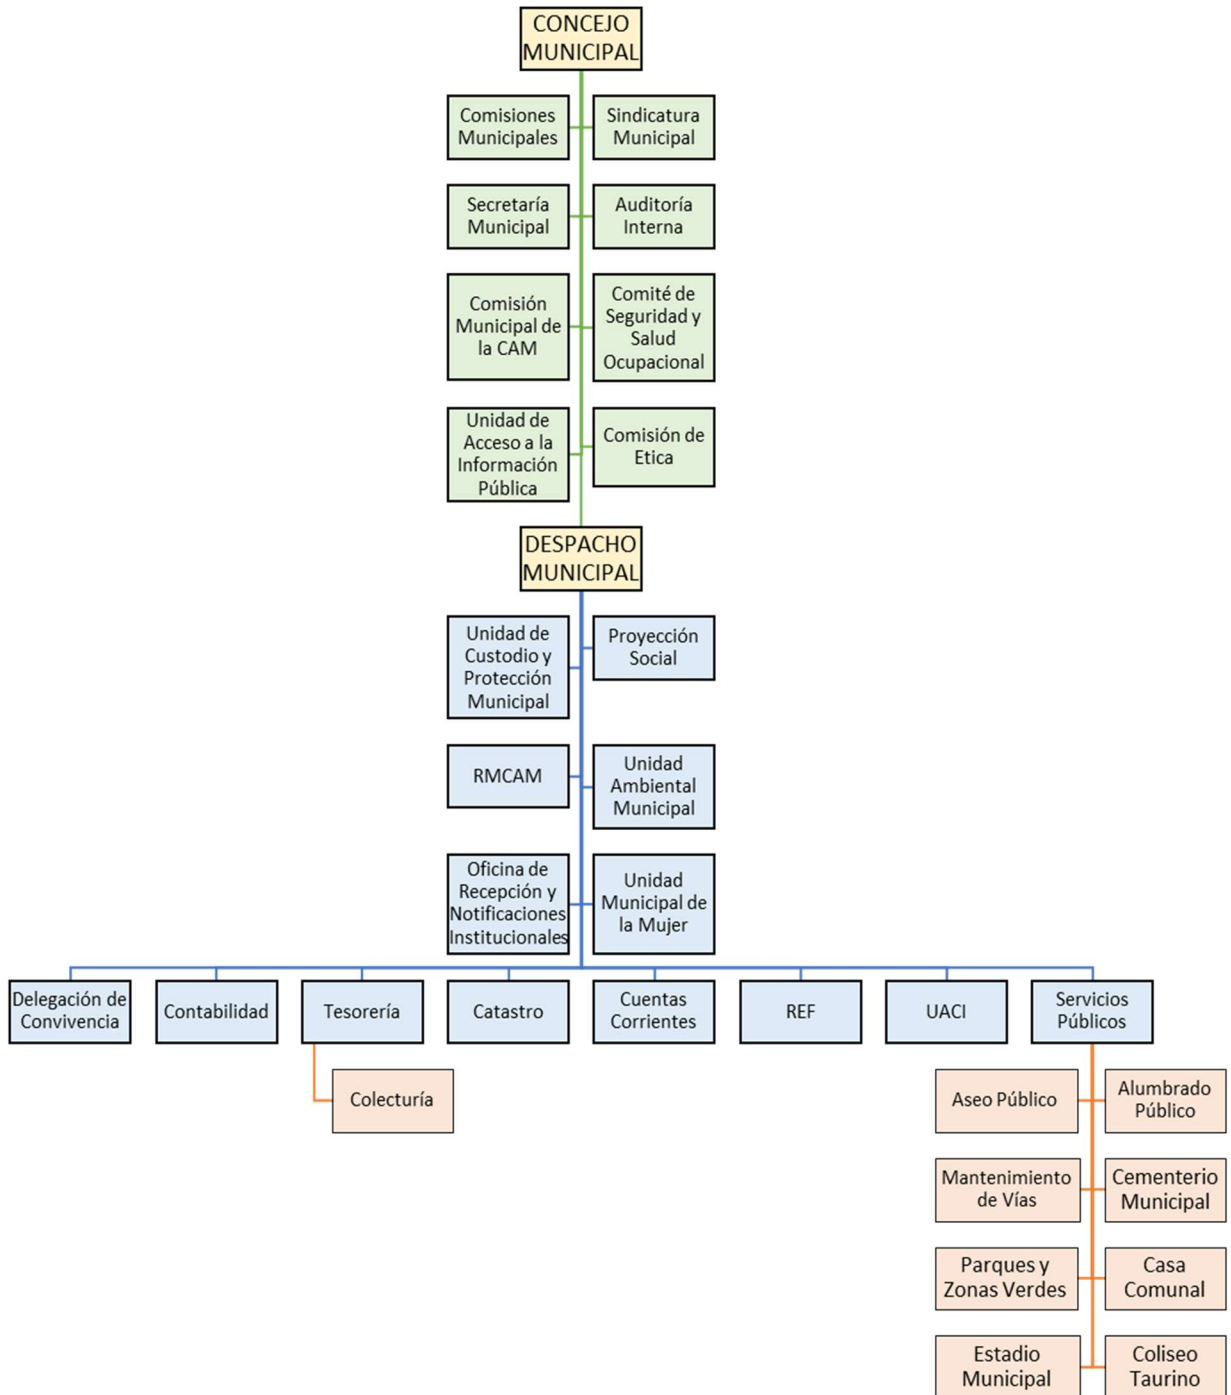 CONCEJO
MUNICIPAL
Comisiones
Municipales
Sindicatura
Municipal
Secretaría
Municipal
Auditoría
Interna
Comisión
Municipal de
la CAM
Comité de
Seguridad y
Salud
Ocupacional
Unidad de
Acceso a la
Información
Pública
Comisión de
Etica
DESPACHO
MUNICIPAL
Unidad de
Custodio y
Protección
Municipal
Proyección
Social
RMCAM
Unidad
Ambiental
Municipal
Oficina de
Recepción y
Notificaciones
Institucionales
Unidad
Municipal de
la Mujer
Delegación de
Convivencia
Contabilidad
Tesorería
Catastro
Cuentas
Corrientes
REF
UACI
Servicios
Públicos
Colecturía
Aseo Público
Alumbrado
Público
Mantenimiento
de Vías
Cementerio
Municipal
Parques y
Zonas Verdes
Casa
Comunal
Estadio
Municipal
Coliseo
Taurino